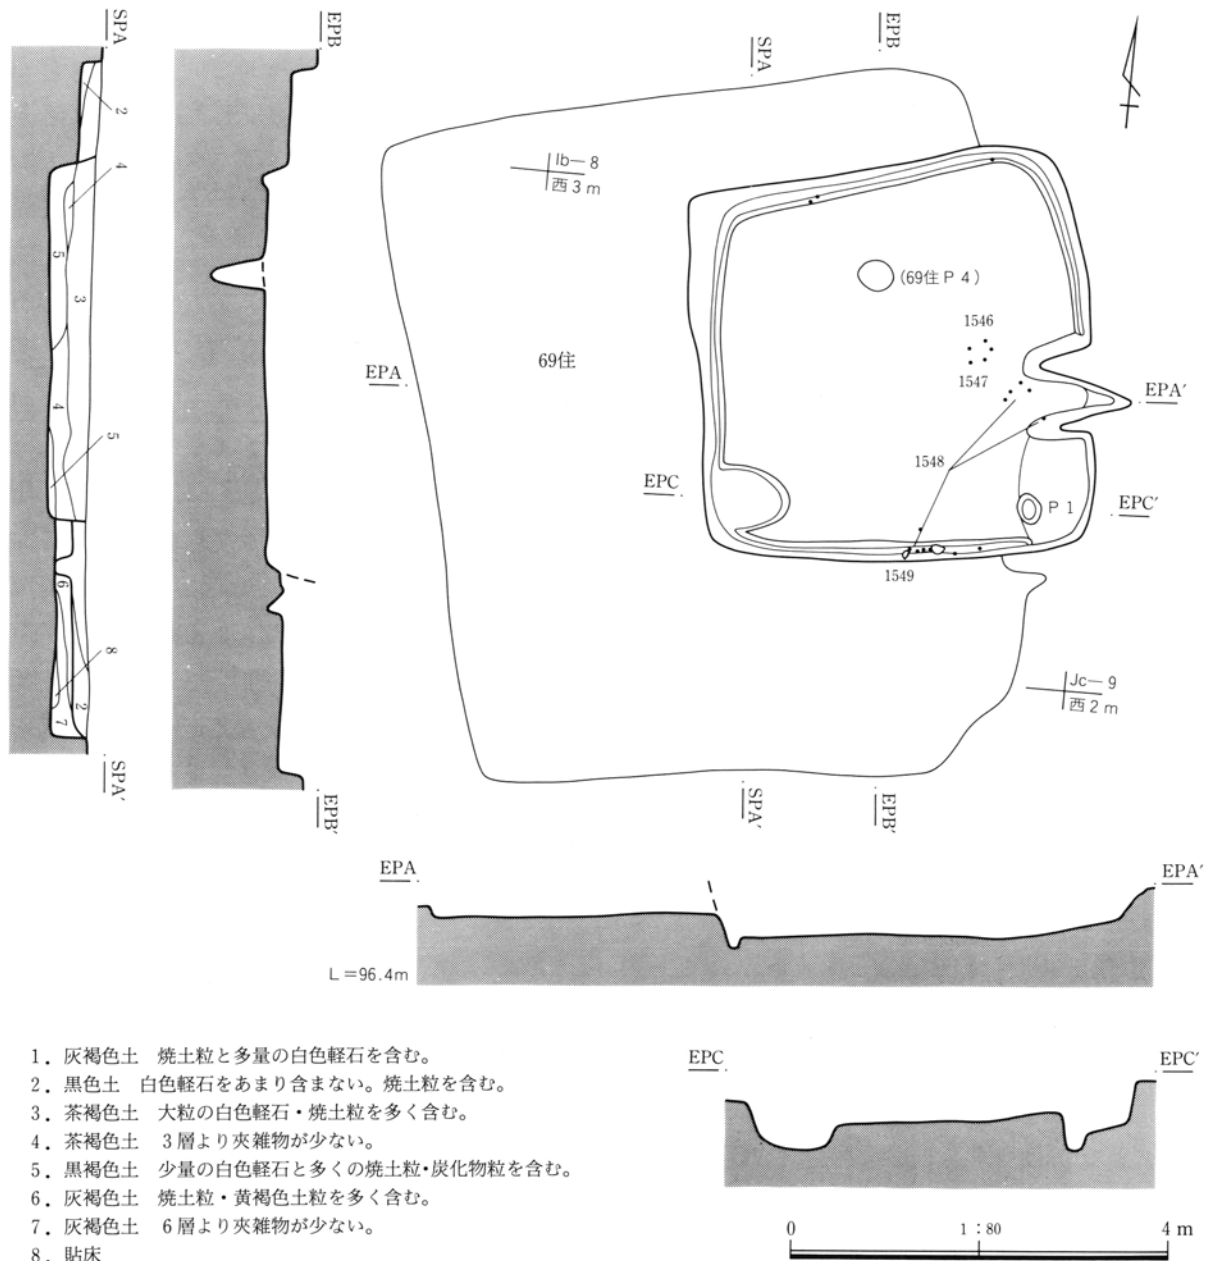 SPA
EPB
SPA
EPB
2
4
5
3
4
5
6
8
2
7
SPA′
EPB′
Ib—8
西3m
(69住P4)
1546
1547
69住
EPA
EPA′
1548
EPC
P1
EPC′
1549
Jc—9
西2m
SPA′
EPB′
EPA
EPA′
L=96.4m
EPC
EPC′
1．灰褐色土　焼土粒と多量の白色軽石を含む。
2．黒色土　白色軽石をあまり含まない。焼土粒を含む。
3．茶褐色土　大粒の白色軽石・焼土粒を多く含む。
4．茶褐色土　3層より夾雑物が少ない。
5．黒褐色土　少量の白色軽石と多くの焼土粒・炭化物粒を含む。
6．灰褐色土　焼土粒・黄褐色土粒を多く含む。
7．灰褐色土　6層より夾雑物が少ない。
8．貼床
0　1：80　4m